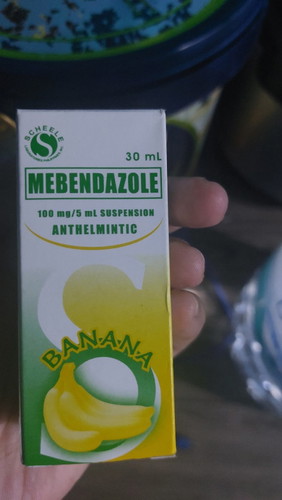 SCHEELE
S
30 mL
MEBENDAZOLE
100 mg/5 mL SUSPENSION
ANTHELMINTIC
S
BANANA